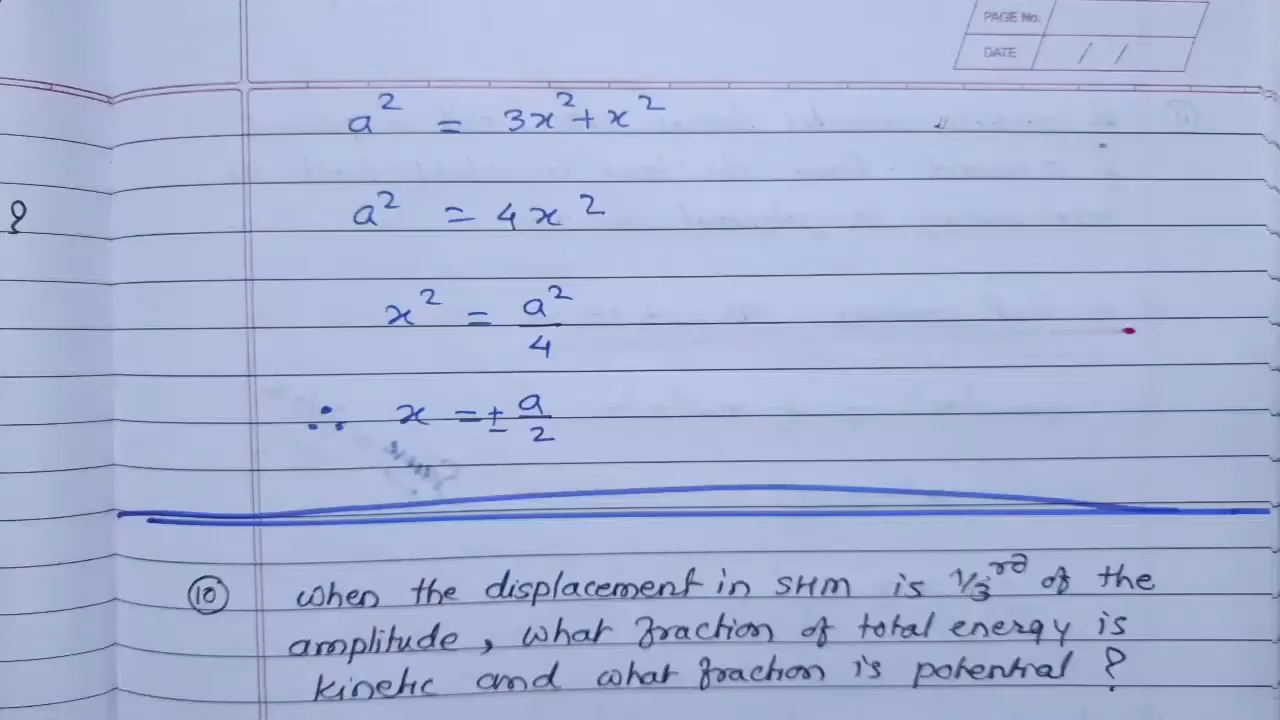 PAGE No.
DATE / /
a² = 3x² + x²
a² = 4x²
?
x² = a²/4
∴ x = ± a/2
(10) when the displacement in SHM is 1/3rd of the
amplitude, what fraction of total energy is
kinetic and what fraction is potential ?